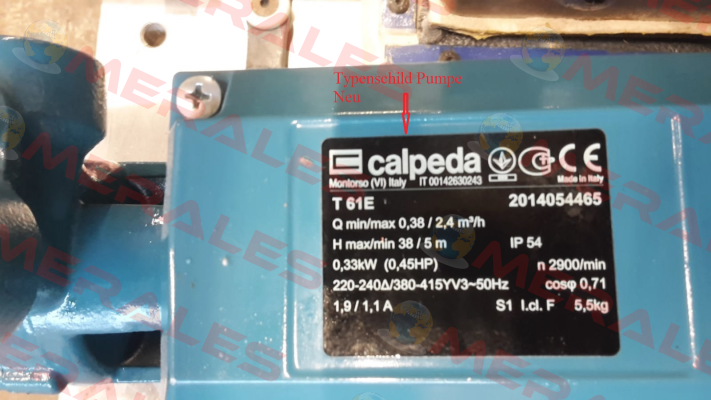 Typenschild Pumpe
Neu
calpeda CE
Montorso (VI) Italy IT 00142630243 Made in Italy
T 61E 2014054465
Q min/max 0,38 / 2,4 m³/h
H max/min 38 / 5 m IP 54
0,33kW (0,45HP) n 2900/min
220-240Δ/380-415YV3~50Hz cosφ 0,71
1,9 / 1,1 A S1 I.cl. F 5,5kg
MERALES